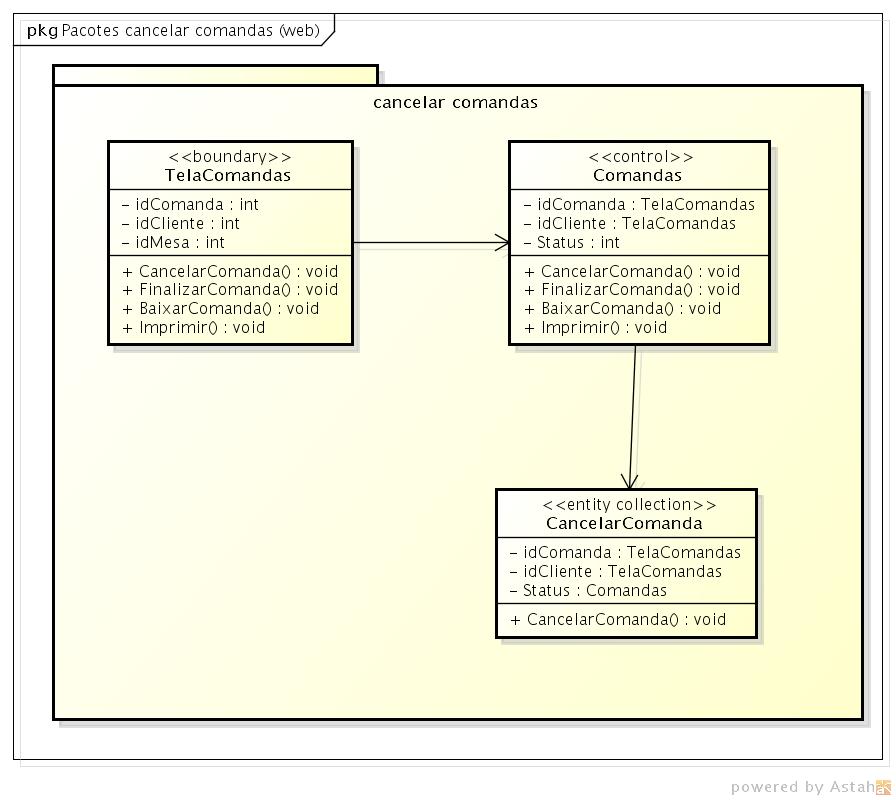 pkg Pacotes cancelar comandas (web)
cancelar comandas
<<boundary>>
TelaComandas
- idComanda : int
- idCliente : int
- idMesa : int
+ CancelarComanda() : void
+ FinalizarComanda() : void
+ BaixarComanda() : void
+ Imprimir() : void
<<control>>
Comandas
- idComanda : TelaComandas
- idCliente : TelaComandas
- Status : int
+ CancelarComanda() : void
+ FinalizarComanda() : void
+ BaixarComanda() : void
+ Imprimir() : void
<<entity collection>>
CancelarComanda
- idComanda : TelaComandas
- idCliente : TelaComandas
- Status : Comandas
+ CancelarComanda() : void
powered by Astah